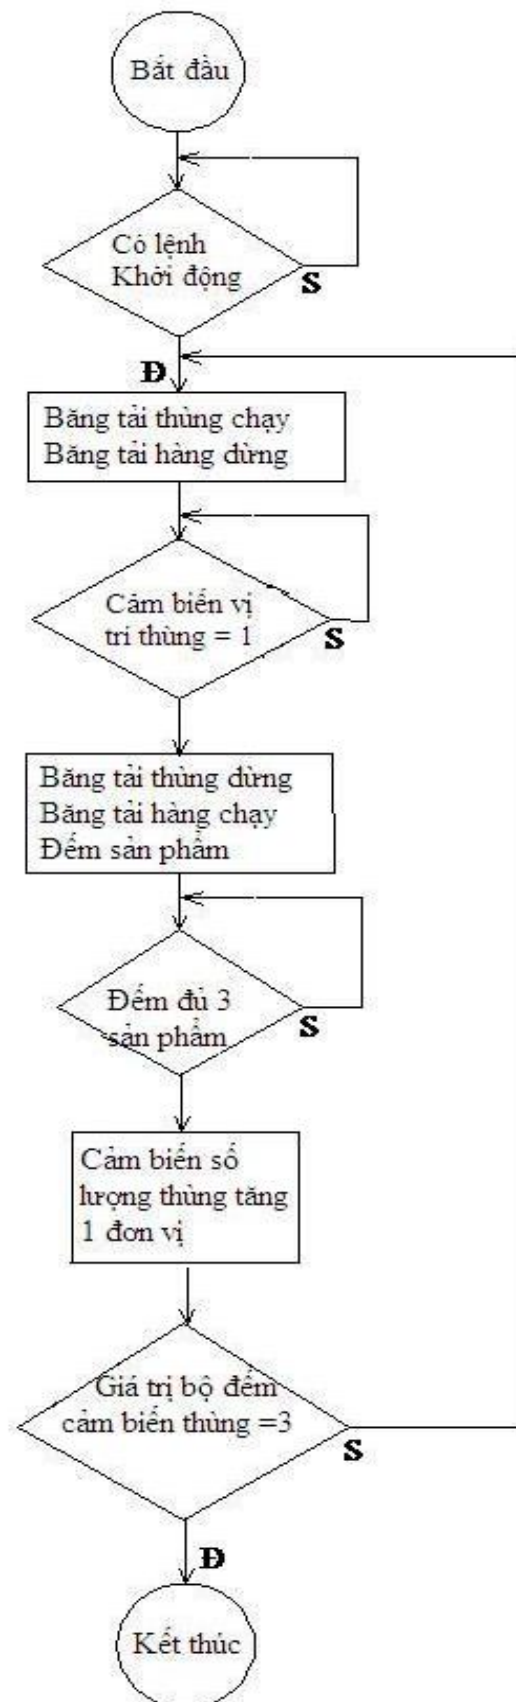 Bắt đầu
Có lệnh
Khởi động
S
Đ
Băng tải thùng chạy
Băng tải hàng dừng
Cảm biến vị
trí thùng = 1
S
Băng tải thùng dừng
Băng tải hàng chạy
Đếm sản phẩm
Đếm đủ 3
sản phẩm
S
Cảm biến số
lượng thùng tăng
1 đơn vị
Giá trị bộ đếm
cảm biến thùng =3
S
Đ
Kết thúc